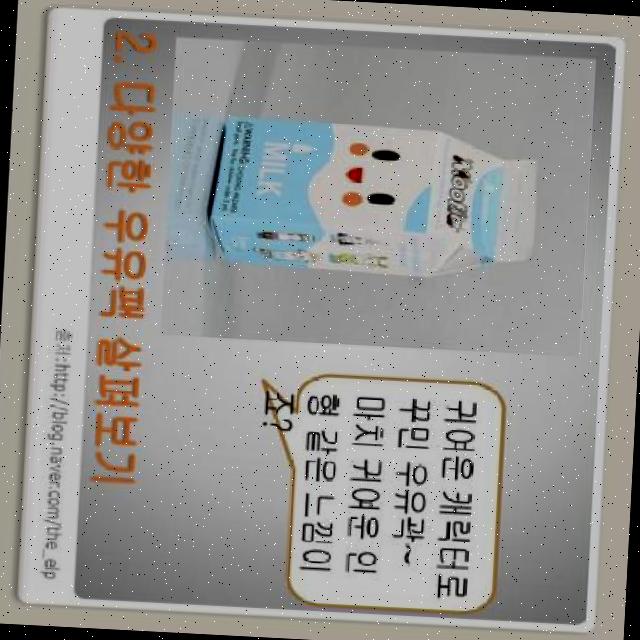 MILK
귀여운 캐릭터로
꾸민 우유곽~
마치 귀여운 인
형 같은 느낌이
죠?
2. 다양한 우유팩 살펴보기
출처:http://blog.naver.com/the_elp